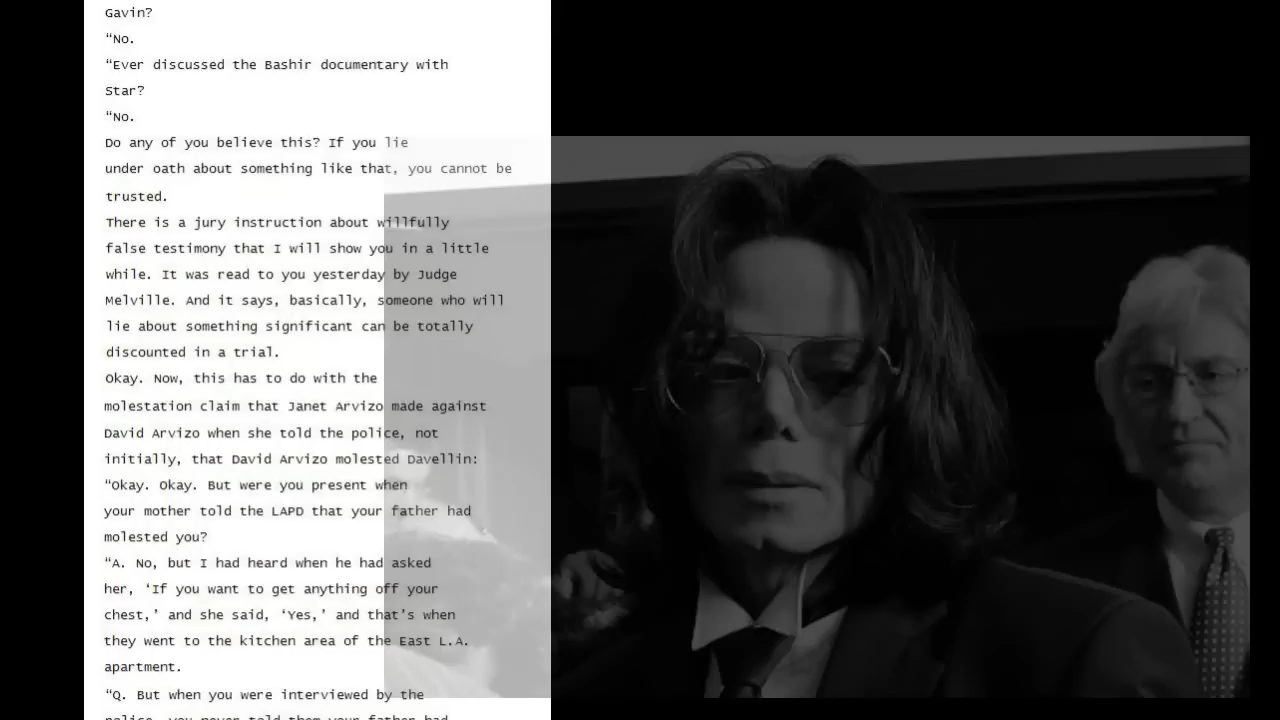 Gavin?
“No.
“Ever discussed the Bashir documentary with
Star?
“No.
Do any of you believe this? If you lie
under oath about something like that, you cannot be
trusted.
There is a jury instruction about willfully
false testimony that I will show you in a little
while. It was read to you yesterday by Judge
Melville. And it says, basically, someone who will
lie about something significant can be totally
discounted in a trial.
Okay. Now, this has to do with the
molestation claim that Janet Arvizo made against
David Arvizo when she told the police, not
initially, that David Arvizo molested Davellin:
“Okay. Okay. But were you present when
your mother told the LAPD that your father had
molested you?
“A. No, but I had heard when he had asked
her, ‘If you want to get anything off your
chest,’ and she said, ‘Yes,’ and that’s when
they went to the kitchen area of the East L.A.
apartment.
“Q. But when you were interviewed by the
police, you never told them your father had